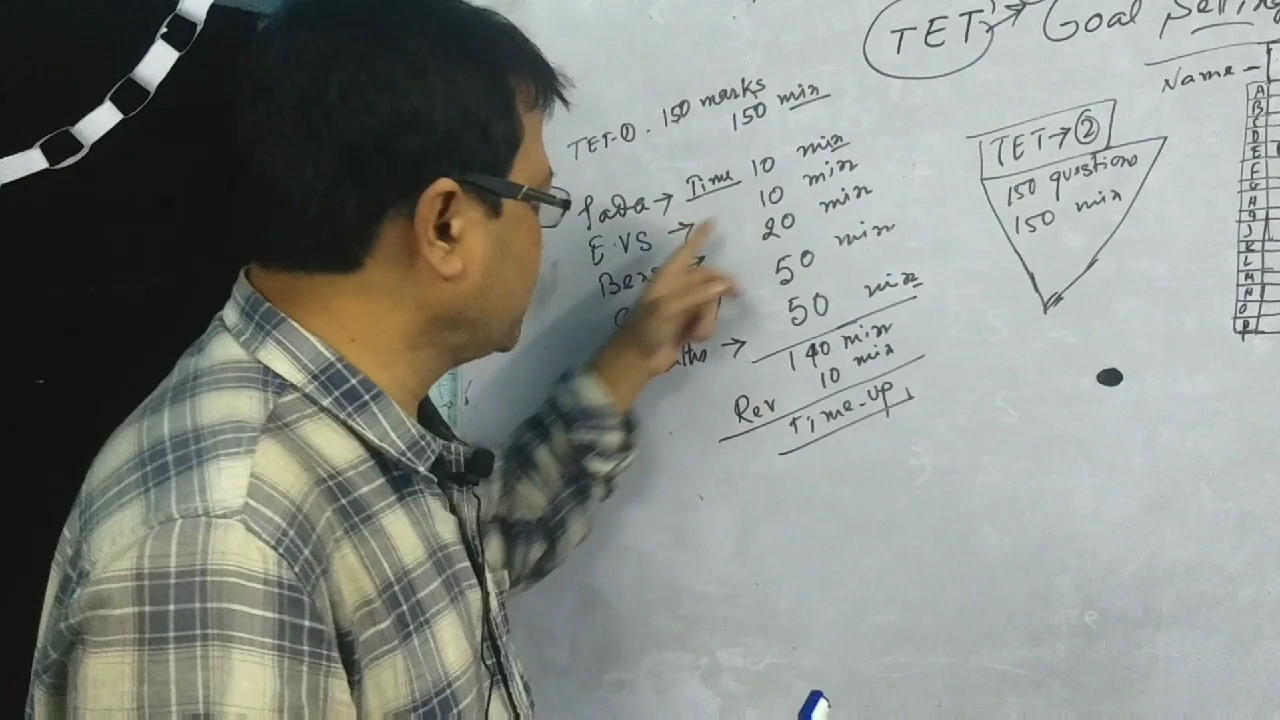 TET → Goal Setting
Name -
TET-① . 150 marks
150 min
Time
→ 10 min
E.VS → 10 min
20 min
50 min
→ 50 min
140 min
Rev 10 min
Time-up
TET → ②
150 question
150 min
A
B
C
D
E
F
G
H
I
J
K
L
M
N
O
P